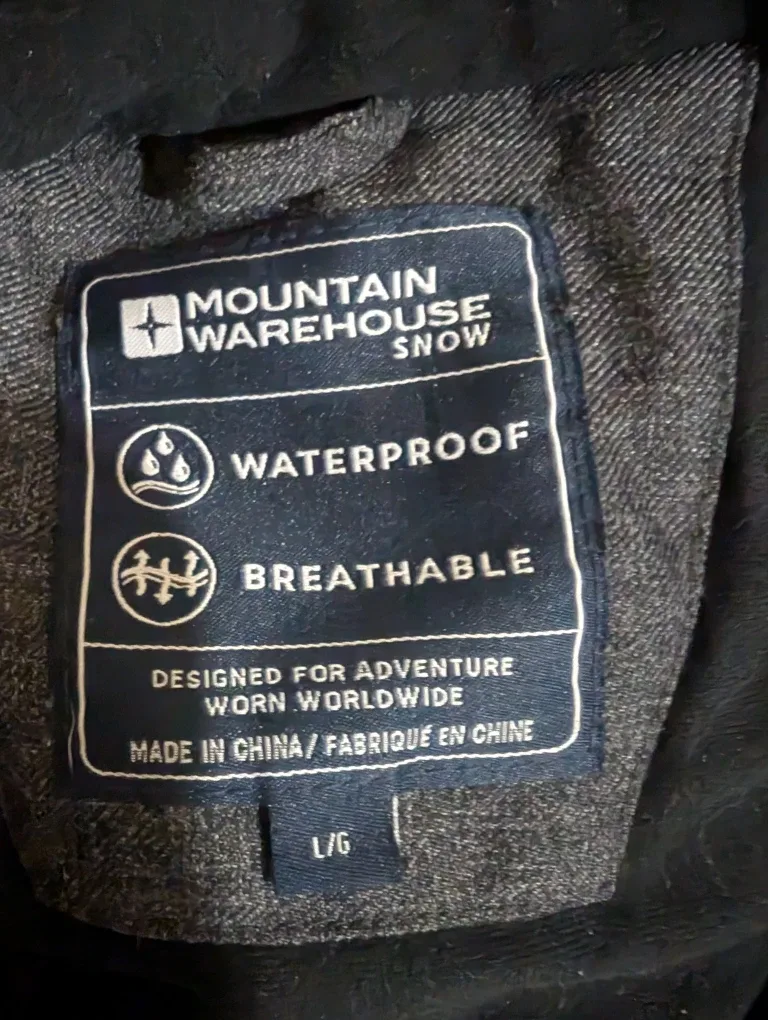 MOUNTAIN
WAREHOUSE
SNOW
WATERPROOF
BREATHABLE
DESIGNED FOR ADVENTURE
WORN WORLDWIDE
MADE IN CHINA/ FABRIQUÉ EN CHINE
L/G